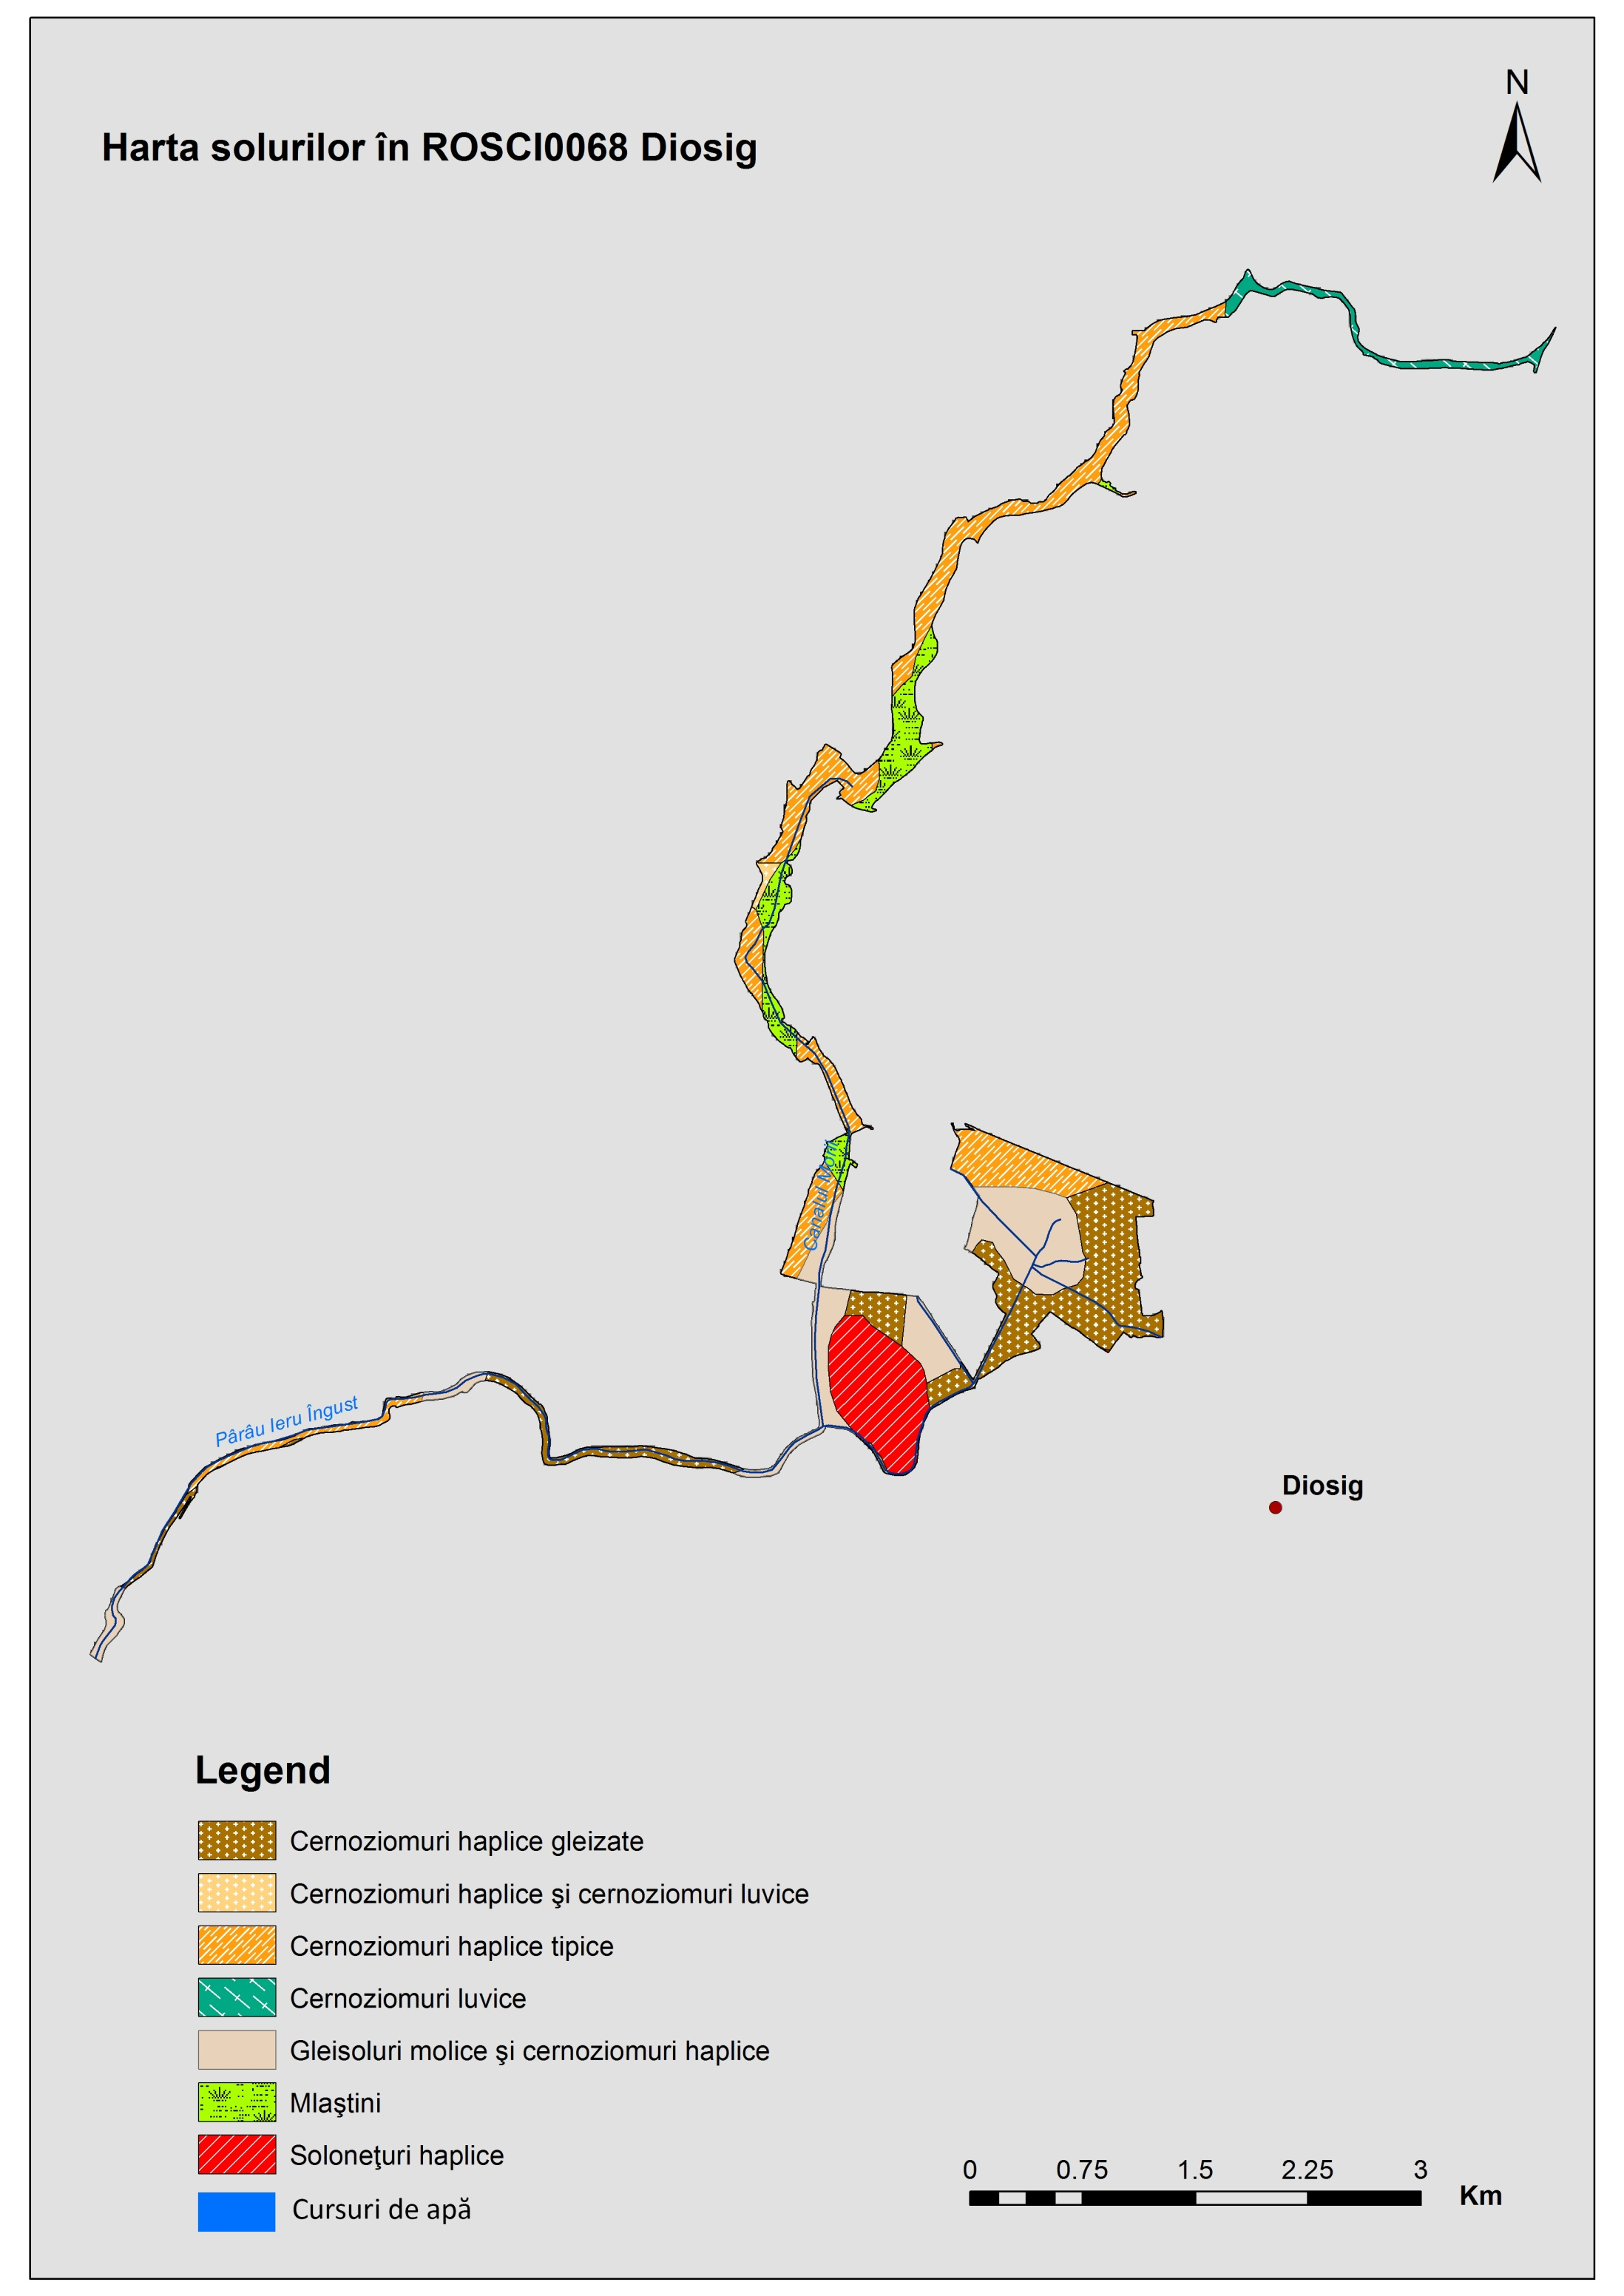 N
Harta solurilor în ROSCI0068 Diosig
Canalul Morii
Pârâu Ieru Îngust
Diosig
Legend
Cernoziomuri haplice gleizate
Cernoziomuri haplice şi cernoziomuri luvice
Cernoziomuri haplice tipice
Cernoziomuri luvice
Gleisoluri molice şi cernoziomuri haplice
Mlaştini
Soloneţuri haplice
Cursuri de apă
0 0.75 1.5 2.25 3
Km